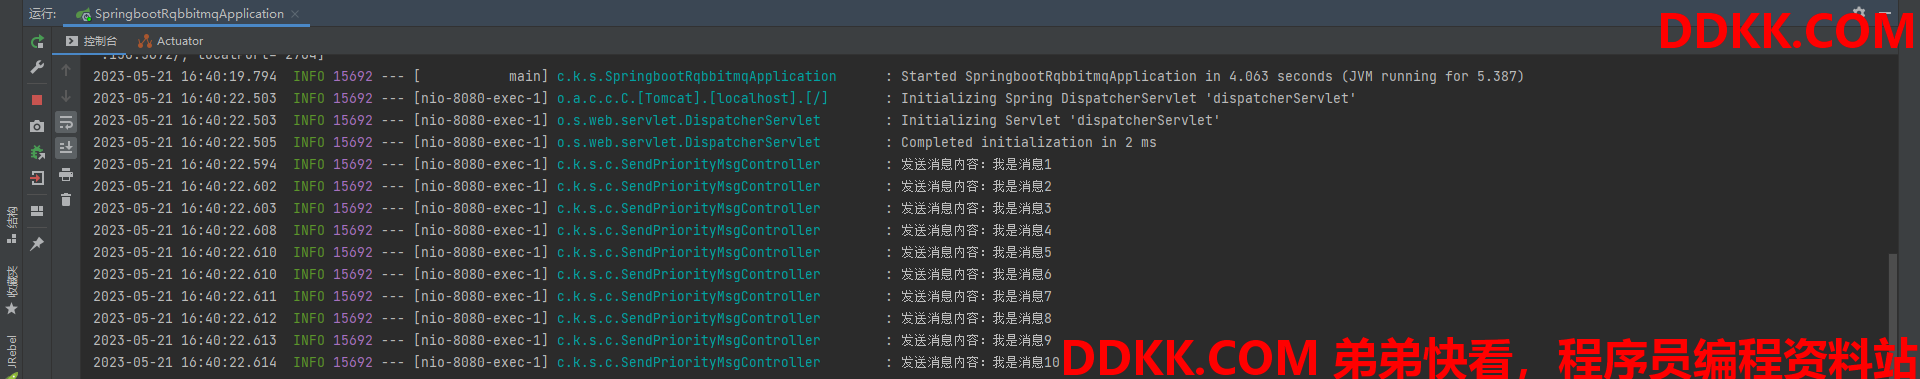 运行: SpringbootRqbbitmqApplication ×
DDKK.COM
控制台 Actuator
2023-05-21 16:40:19.794  INFO 15692 --- [           main] c.k.s.SpringbootRqbbitmqApplication      : Started SpringbootRqbbitmqApplication in 4.063 seconds (JVM running for 5.387)
2023-05-21 16:40:22.503  INFO 15692 --- [nio-8080-exec-1] o.a.c.c.C.[Tomcat].[localhost].[/]       : Initializing Spring DispatcherServlet 'dispatcherServlet'
2023-05-21 16:40:22.503  INFO 15692 --- [nio-8080-exec-1] o.s.web.servlet.DispatcherServlet        : Initializing Servlet 'dispatcherServlet'
2023-05-21 16:40:22.505  INFO 15692 --- [nio-8080-exec-1] o.s.web.servlet.DispatcherServlet        : Completed initialization in 2 ms
2023-05-21 16:40:22.594  INFO 15692 --- [nio-8080-exec-1] c.k.s.c.SendPriorityMsgController        : 发送消息内容：我是消息1
2023-05-21 16:40:22.602  INFO 15692 --- [nio-8080-exec-1] c.k.s.c.SendPriorityMsgController        : 发送消息内容：我是消息2
2023-05-21 16:40:22.603  INFO 15692 --- [nio-8080-exec-1] c.k.s.c.SendPriorityMsgController        : 发送消息内容：我是消息3
2023-05-21 16:40:22.608  INFO 15692 --- [nio-8080-exec-1] c.k.s.c.SendPriorityMsgController        : 发送消息内容：我是消息4
2023-05-21 16:40:22.610  INFO 15692 --- [nio-8080-exec-1] c.k.s.c.SendPriorityMsgController        : 发送消息内容：我是消息5
2023-05-21 16:40:22.610  INFO 15692 --- [nio-8080-exec-1] c.k.s.c.SendPriorityMsgController        : 发送消息内容：我是消息6
2023-05-21 16:40:22.611  INFO 15692 --- [nio-8080-exec-1] c.k.s.c.SendPriorityMsgController        : 发送消息内容：我是消息7
2023-05-21 16:40:22.612  INFO 15692 --- [nio-8080-exec-1] c.k.s.c.SendPriorityMsgController        : 发送消息内容：我是消息8
2023-05-21 16:40:22.613  INFO 15692 --- [nio-8080-exec-1] c.k.s.c.SendPriorityMsgController        : 发送消息内容：我是消息9
2023-05-21 16:40:22.614  INFO 15692 --- [nio-8080-exec-1] c.k.s.c.SendPriorityMsgController        : 发送消息内容：我是消息10
DDKK.COM 弟弟快看，程序员编程资料站
结构
收藏夹
JRebel